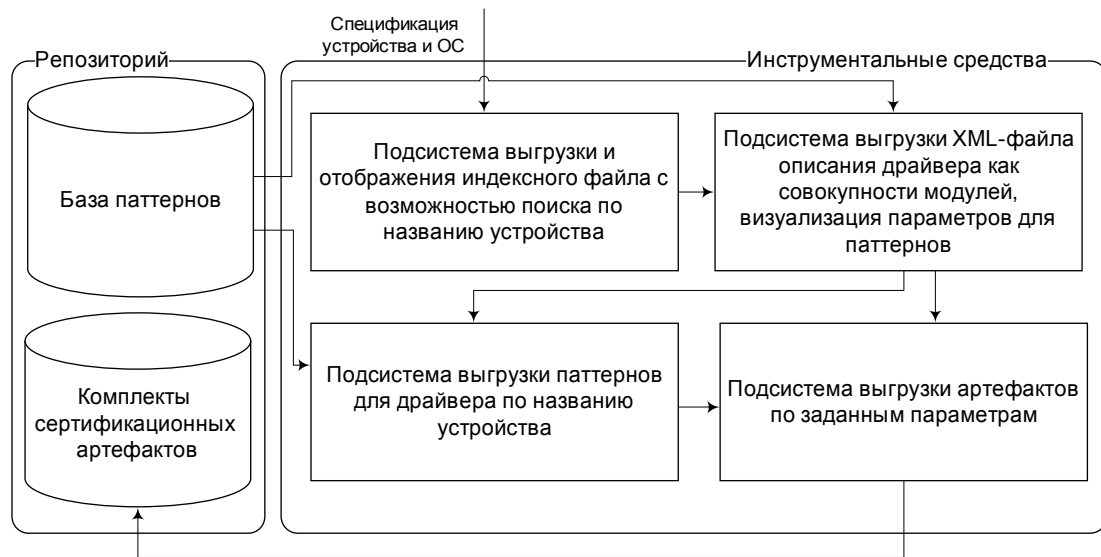 Спецификация
устройства и ОС
Репозиторий
Инструментальные средства
База паттернов
Подсистема выгрузки и
отображения индексного файла с
возможностью поиска по
названию устройства
Подсистема выгрузки XML-файла
описания драйвера как
совокупности модулей,
визуализация параметров для
паттернов
Комплекты
сертификационных
артефактов
Подсистема выгрузки паттернов
для драйвера по названию
устройства
Подсистема выгрузки артефактов
по заданным параметрам